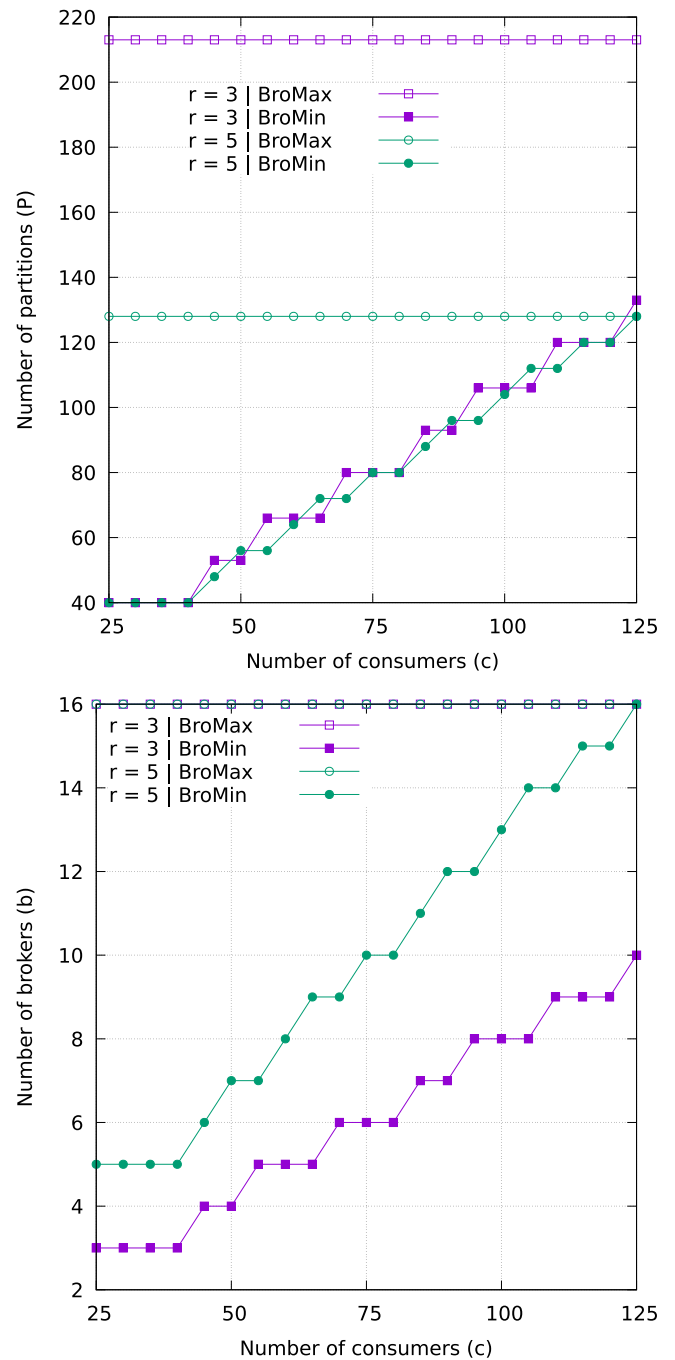 220
200
180
160
140
120
100
80
60
40
Number of partitions (P)
r = 3 | BroMax
r = 3 | BroMin
r = 5 | BroMax
r = 5 | BroMin
25 50 75 100 125
Number of consumers (c)
16
14
12
10
8
6
4
2
Number of brokers (b)
r = 3 | BroMax
r = 3 | BroMin
r = 5 | BroMax
r = 5 | BroMin
25 50 75 100 125
Number of consumers (c)